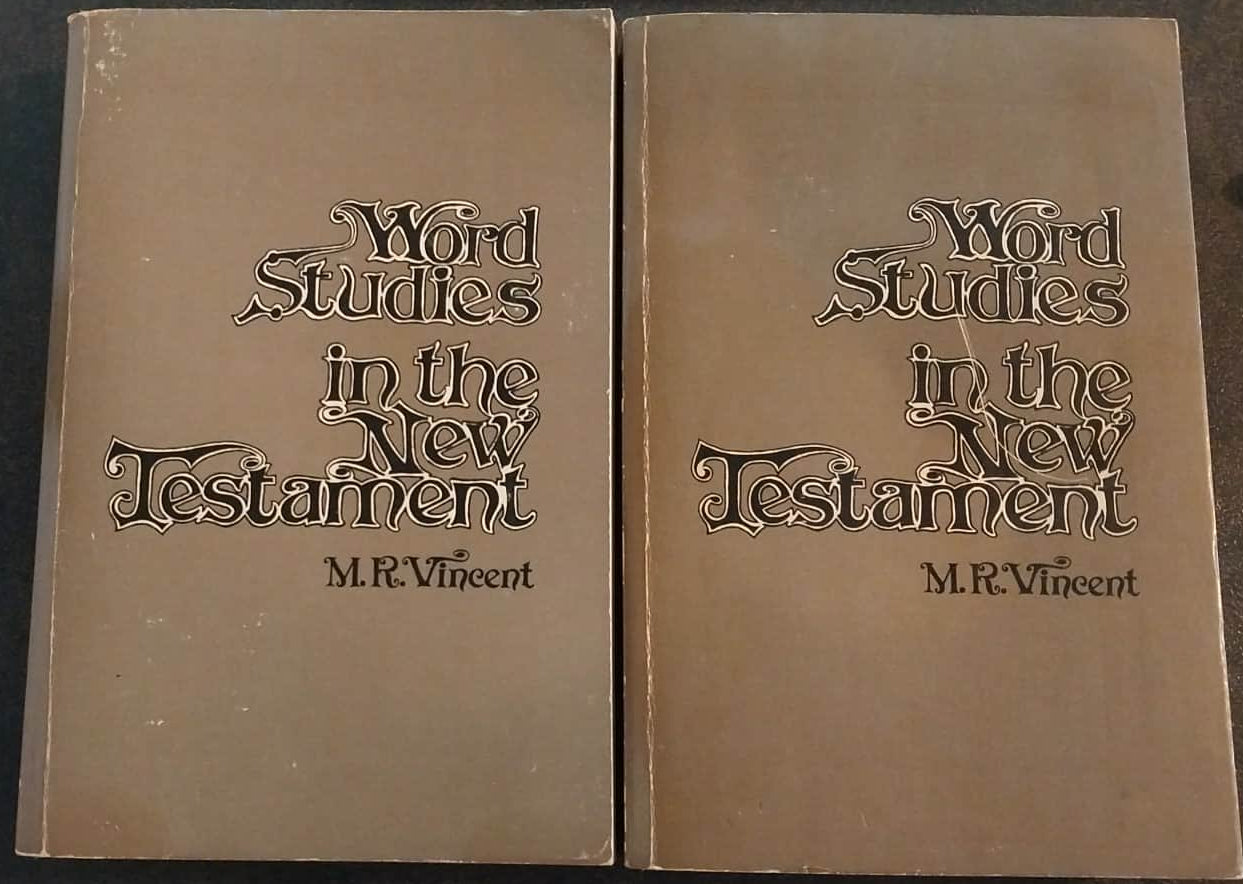 Word
Studies
in the
New
Testament
M. R. Vincent
Word
Studies
in the
New
Testament
M. R. Vincent